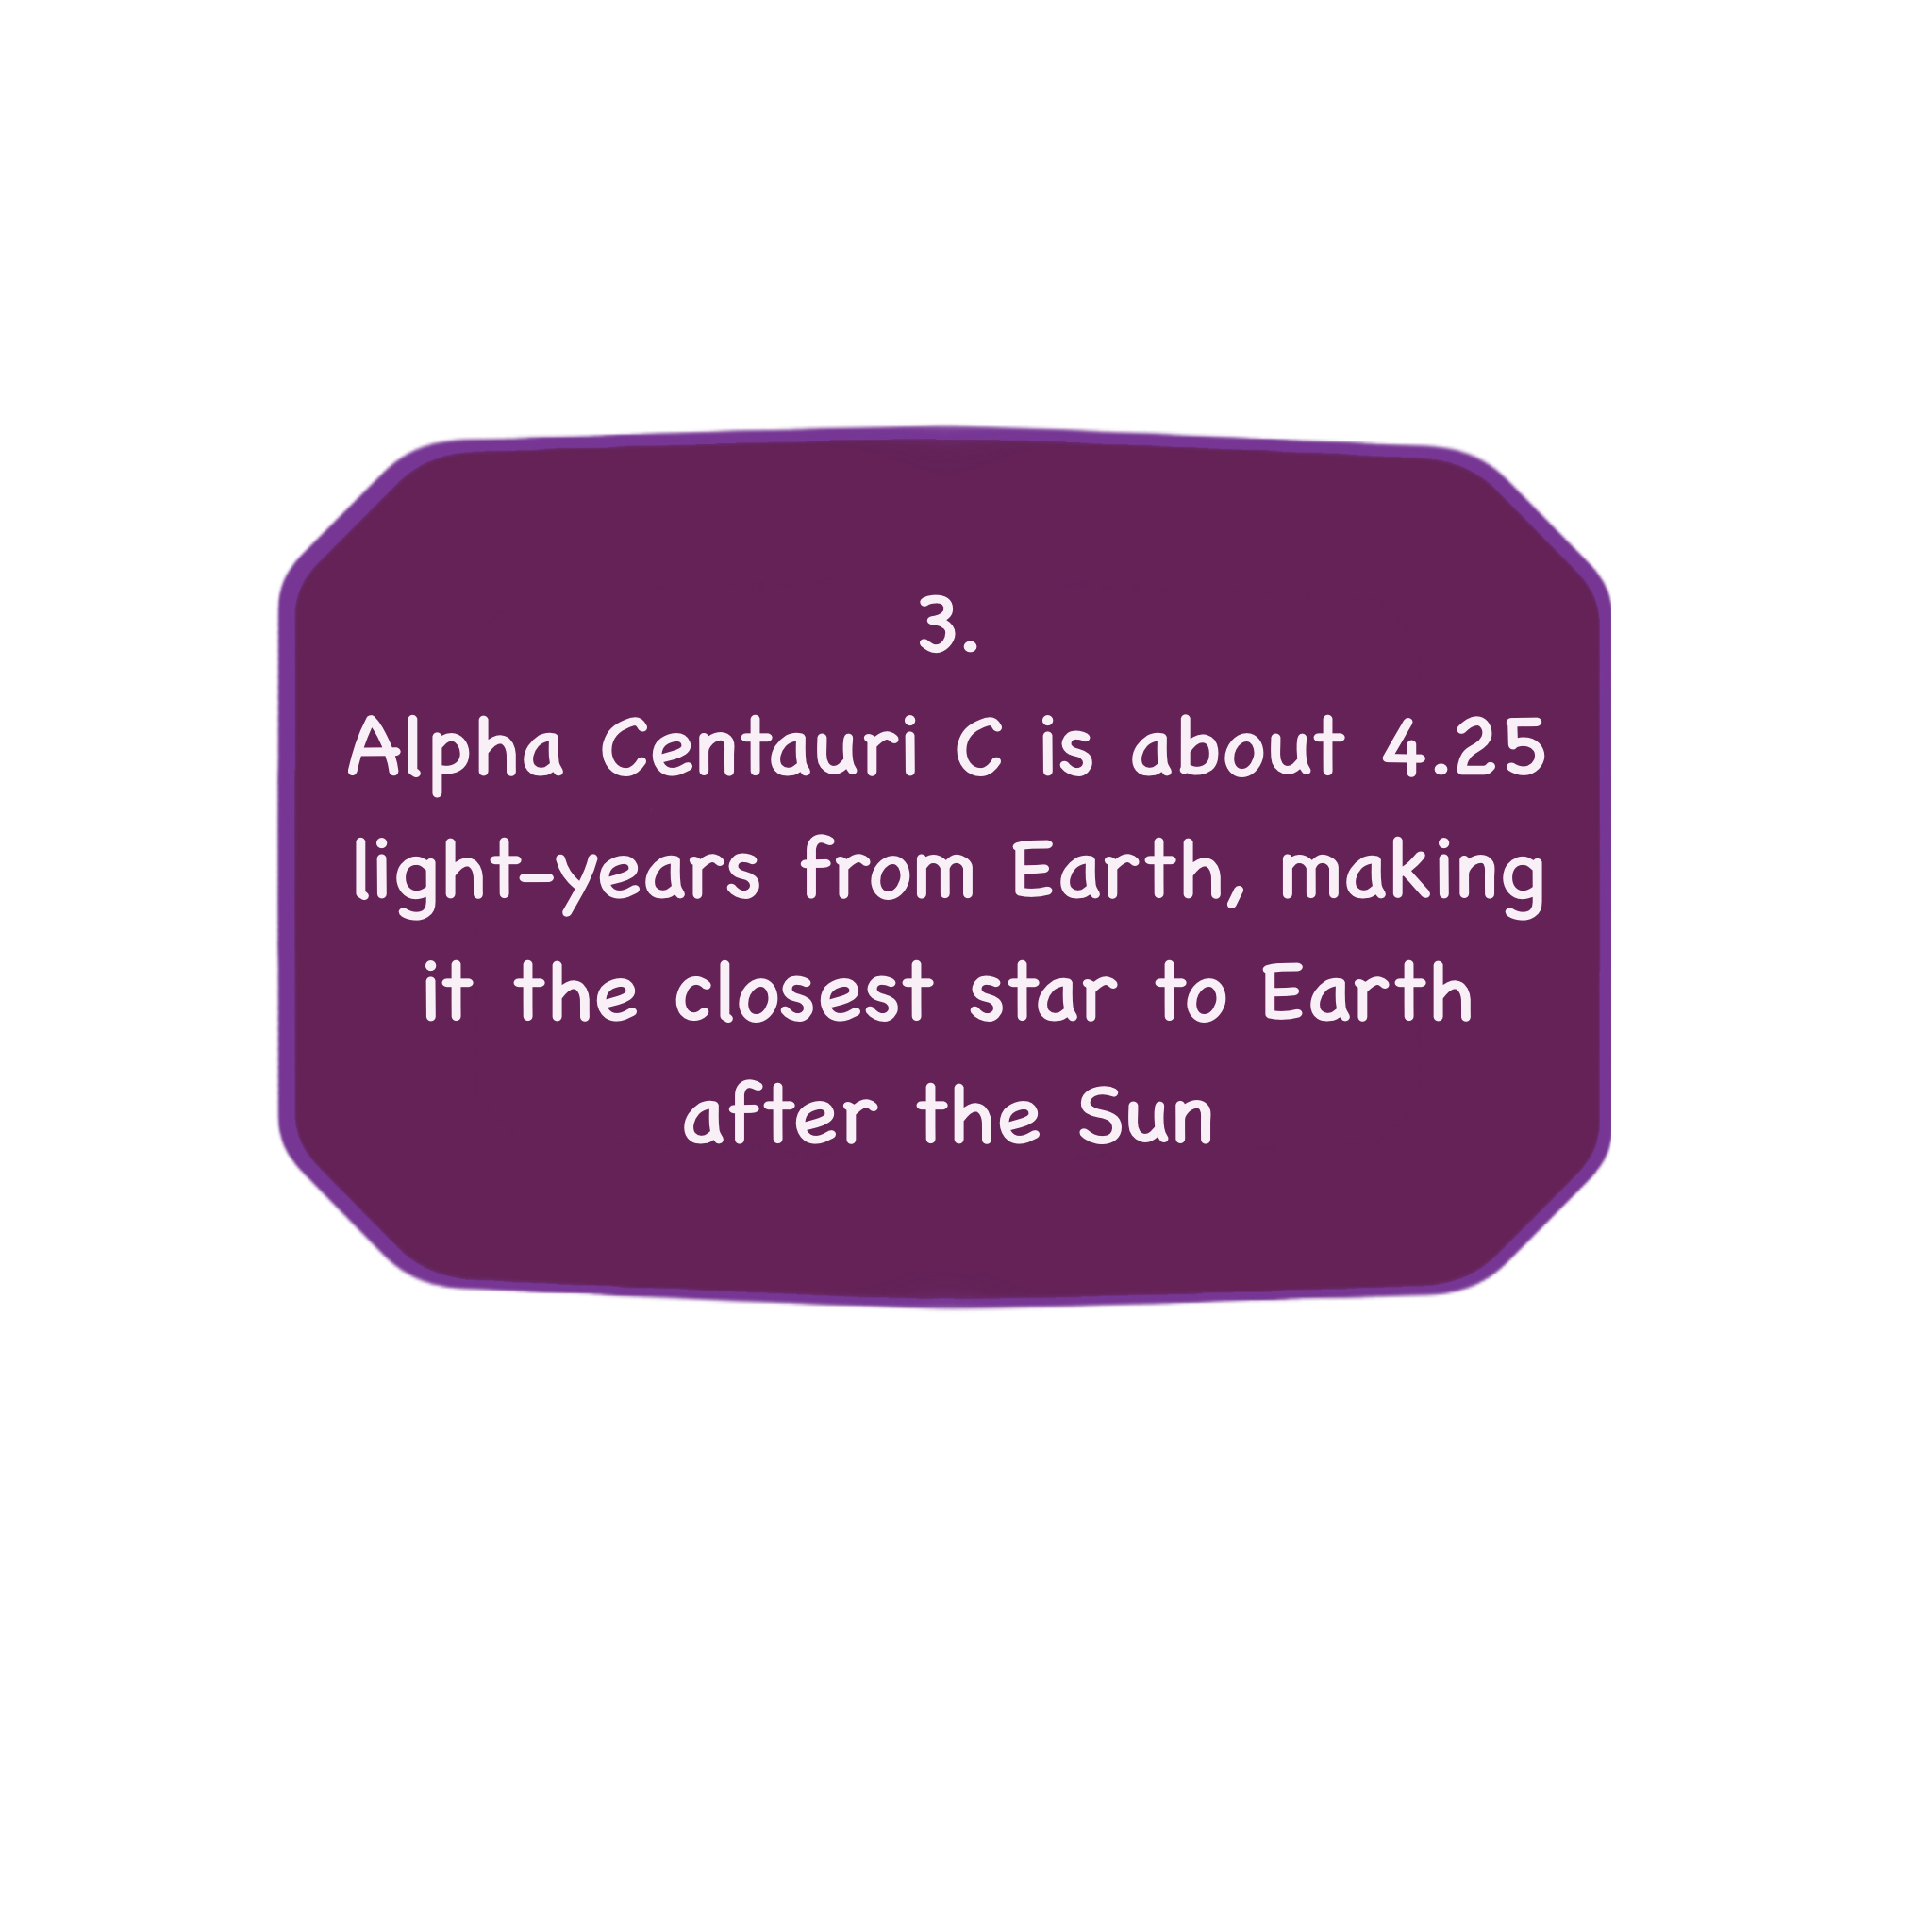 3.
Alpha Centauri C is about 4.25
light-years from Earth, making
it the closest star to Earth
after the Sun